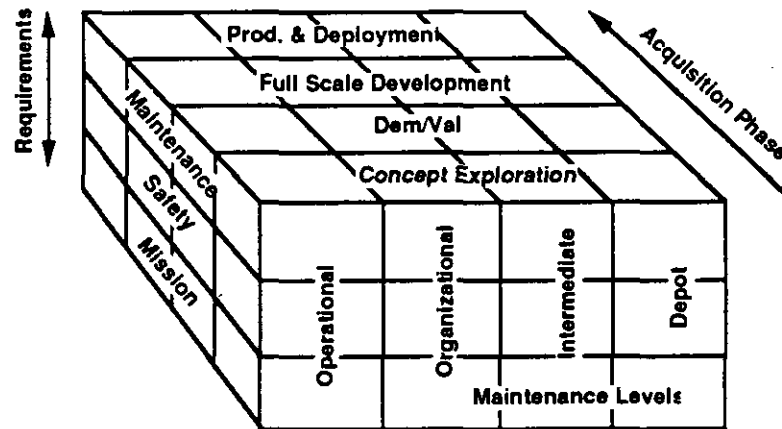 Requirements
Acquisition Phase
Prod. & Deployment
Full Scale Development
Dem/Val
Concept Exploration
Maintenance
Safety
Mission
Operational
Organizational
Intermediate
Depot
Maintenance Levels